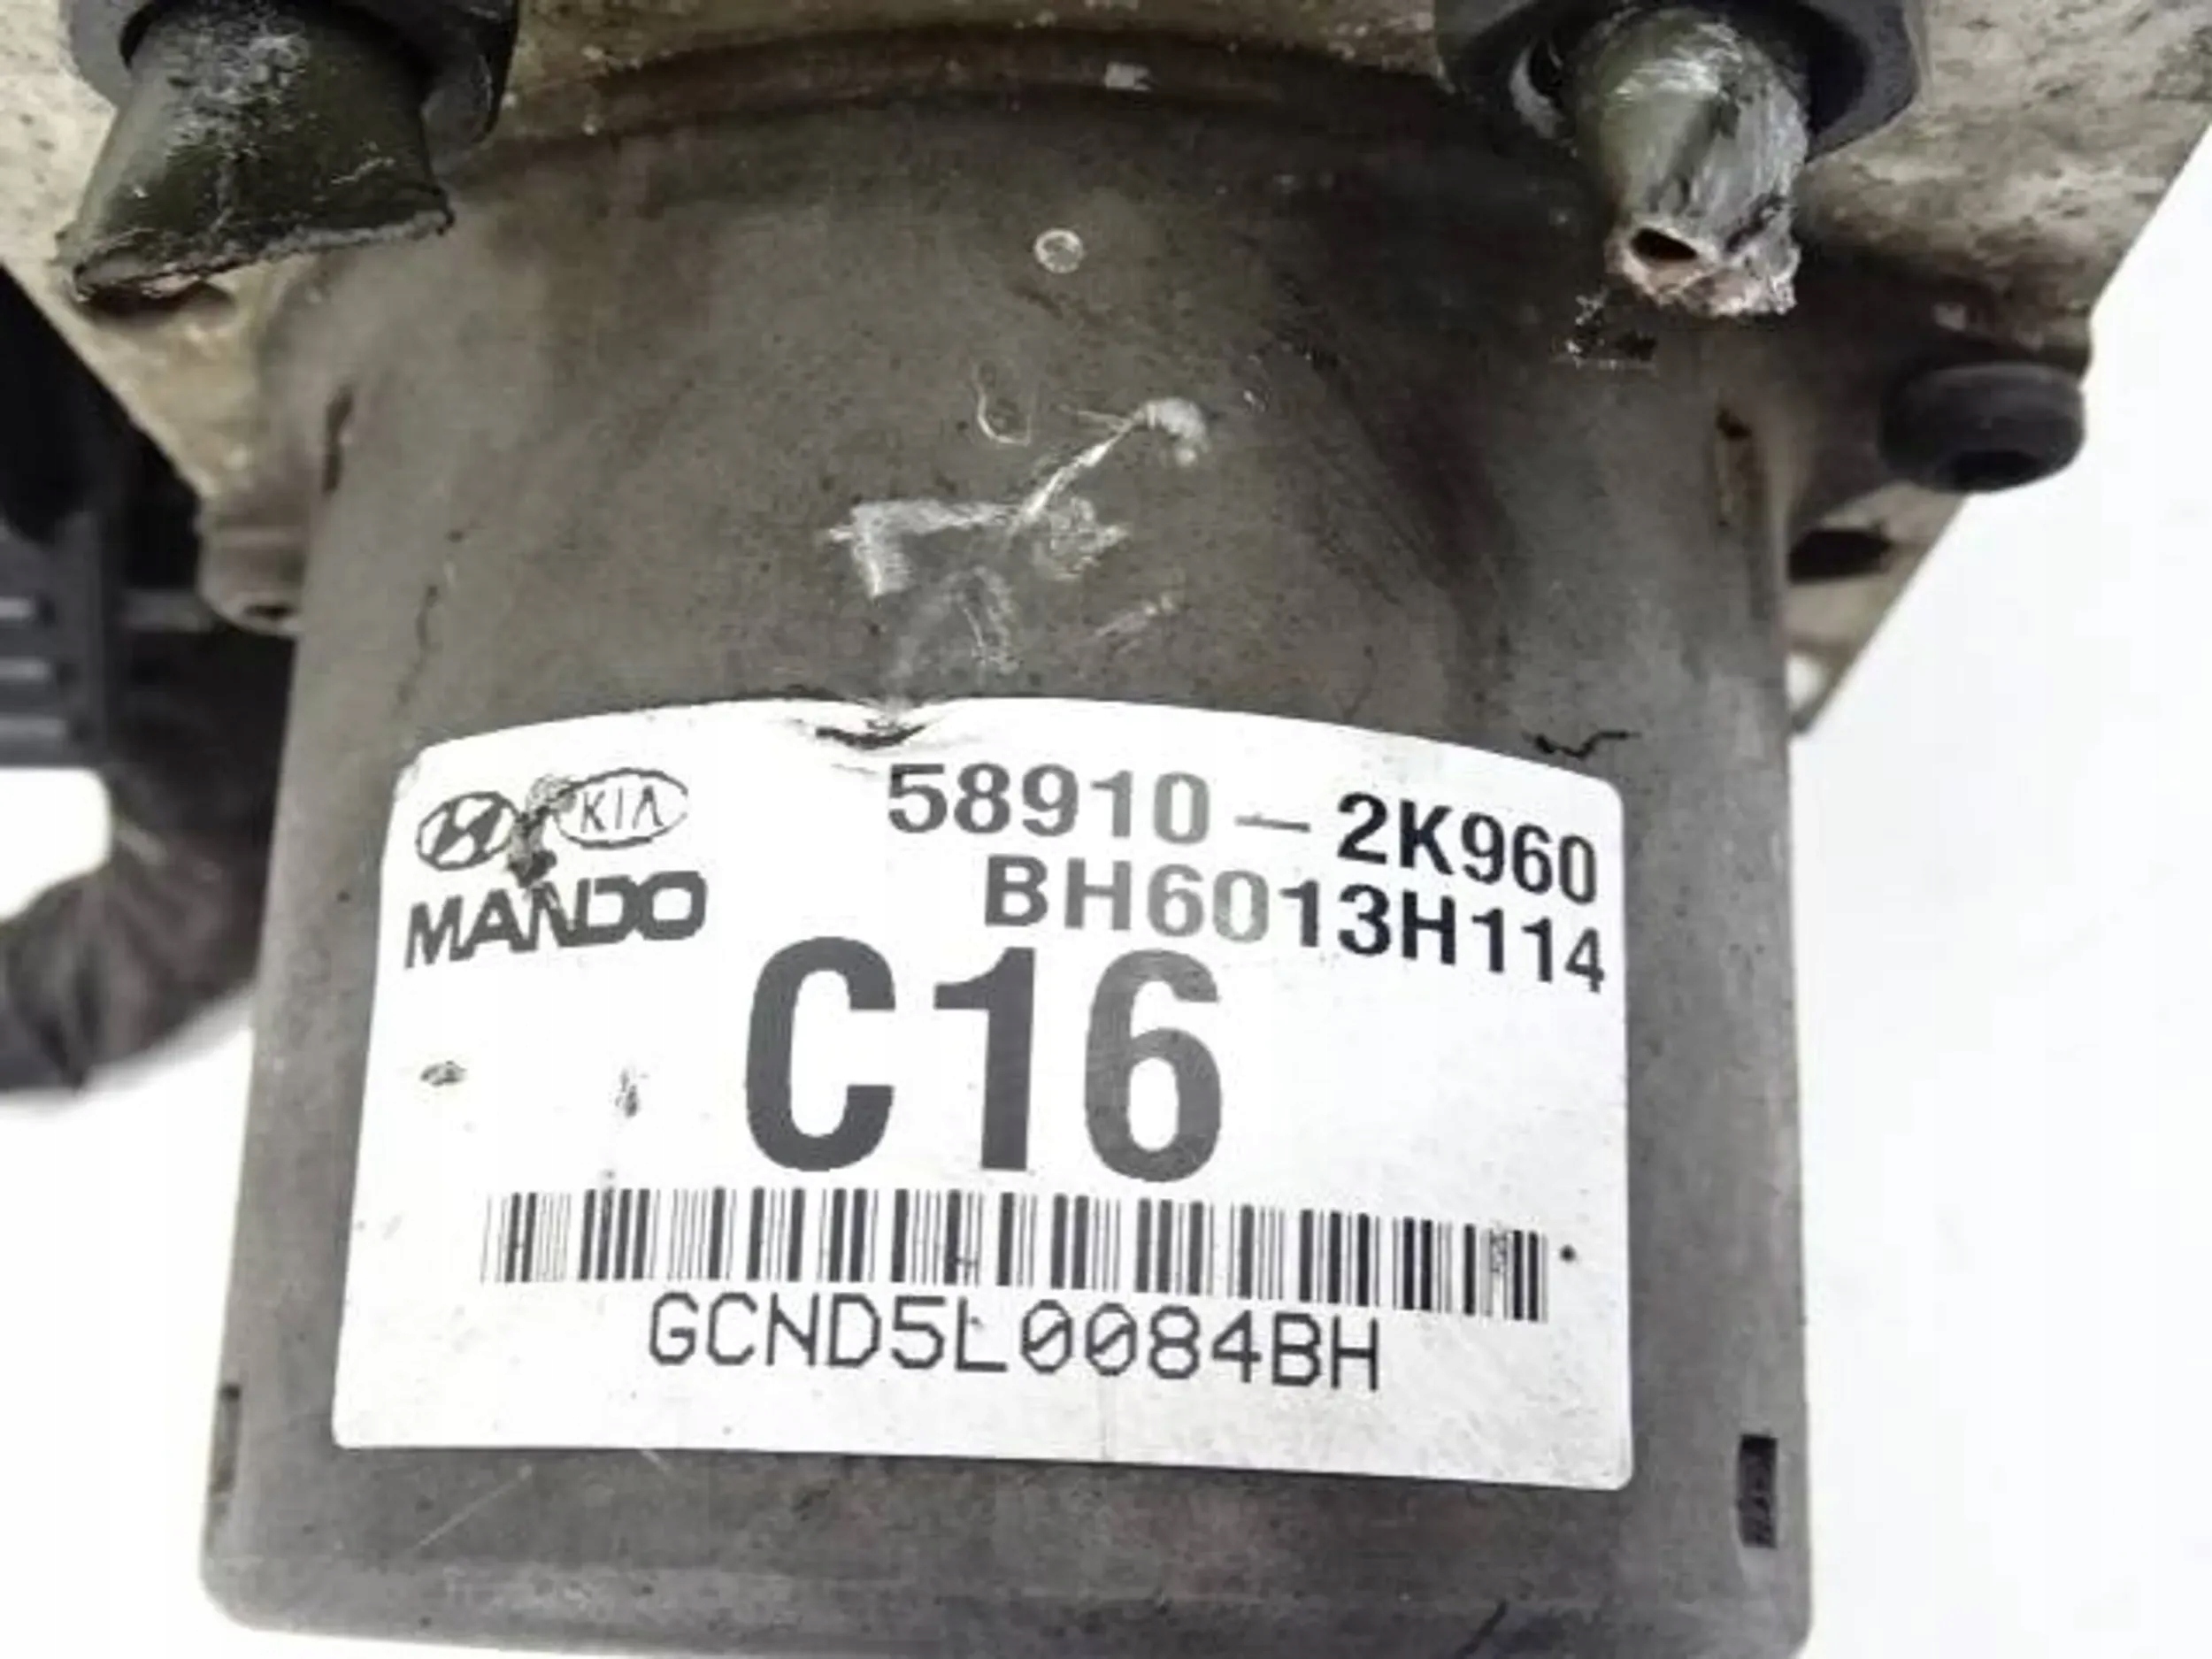 KIA 58910-2K960
MANDO BH6013H114
C16
GCND5L0084BH